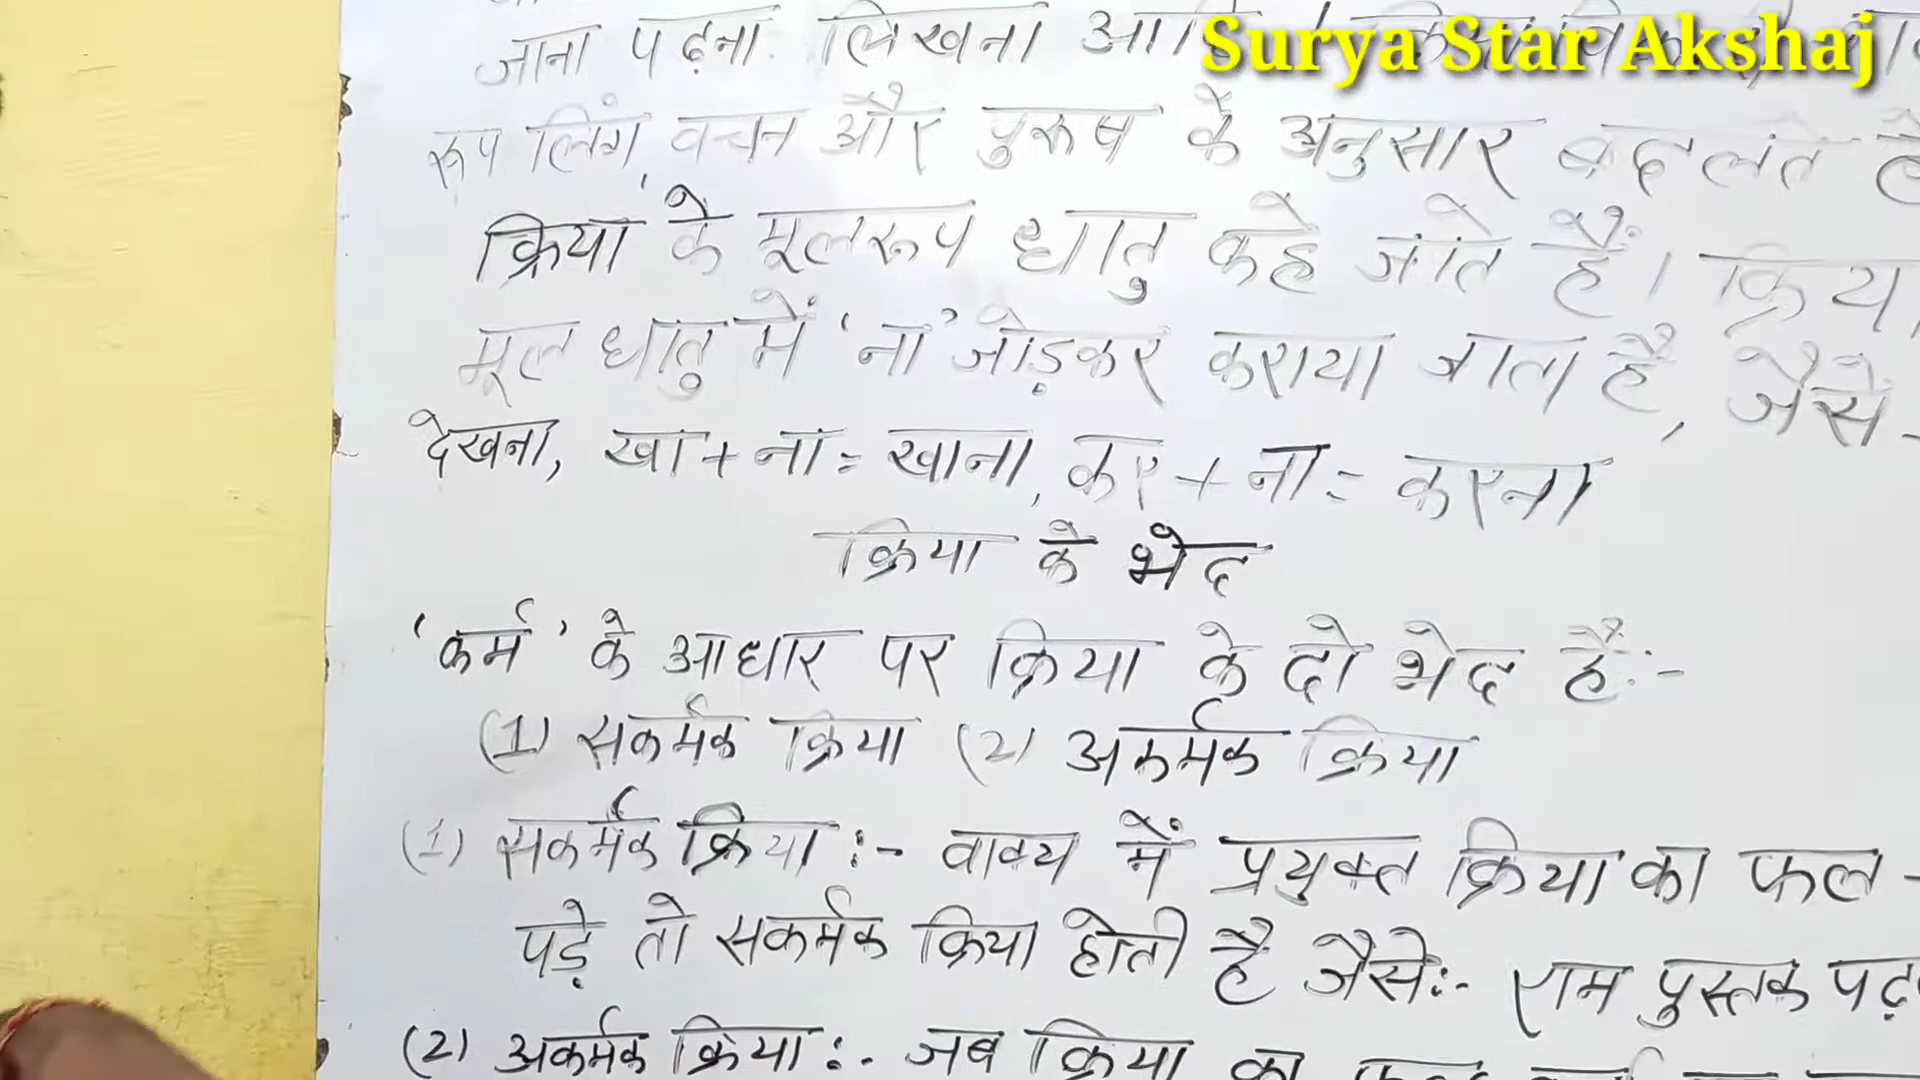 Surya Star Akshaj
जाना पढ़ना लिखना
रूप लिंग, वचन और पुरूष के अनुसार बदलते है
क्रिया के मूलरूप धातु कहे जाते हैं। क्रिया
मूल धातु में 'ना' जोड़कर कराया जाता है, जैसे -
देखना, खा + ना = खाना, कर + ना = करना
क्रिया के भेद
'कर्म' के आधार पर क्रिया के दो भेद हैं:-
(1) सकर्मक क्रिया (2) अकर्मक क्रिया
(1) सकर्मक क्रिया :- वाक्य में प्रयुक्त क्रिया का फल -
पड़े तो सकर्मक क्रिया होती है जैसे:- राम पुस्तक पढ़
(2) अकर्मक क्रिया :- जब क्रिया का